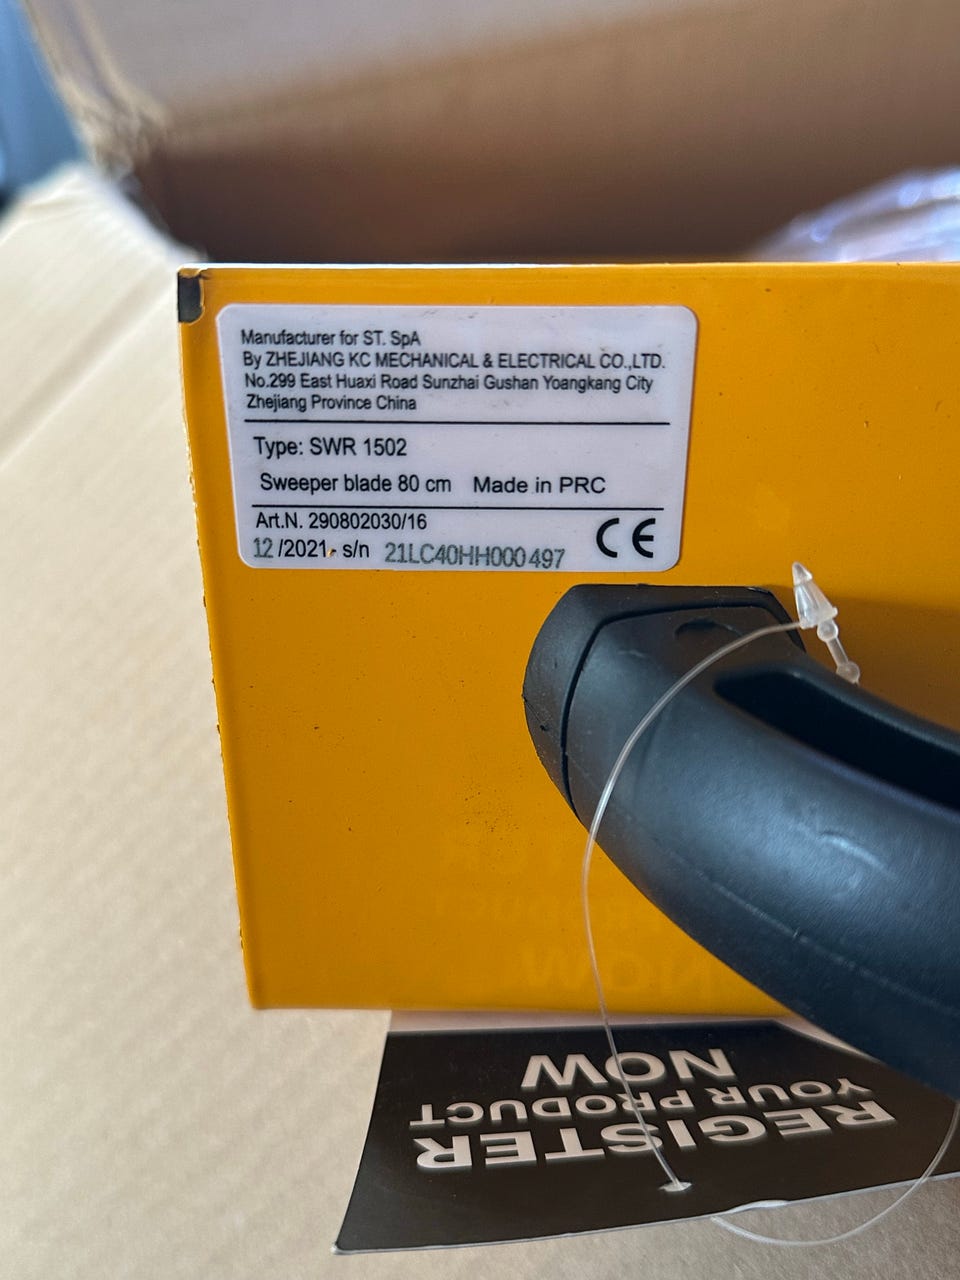 Manufacturer for ST. SpA
By ZHEJIANG KC MECHANICAL & ELECTRICAL CO.,LTD.
No.299 East Huaxi Road Sunzhai Gushan Yoangkang City
Zhejiang Province China
Type: SWR 1502
Sweeper blade 80 cm Made in PRC
Art.N. 290802030/16
12/2021- s/n 21LC40HH000497
CE
REGISTER
YOUR PRODUCT
NOW